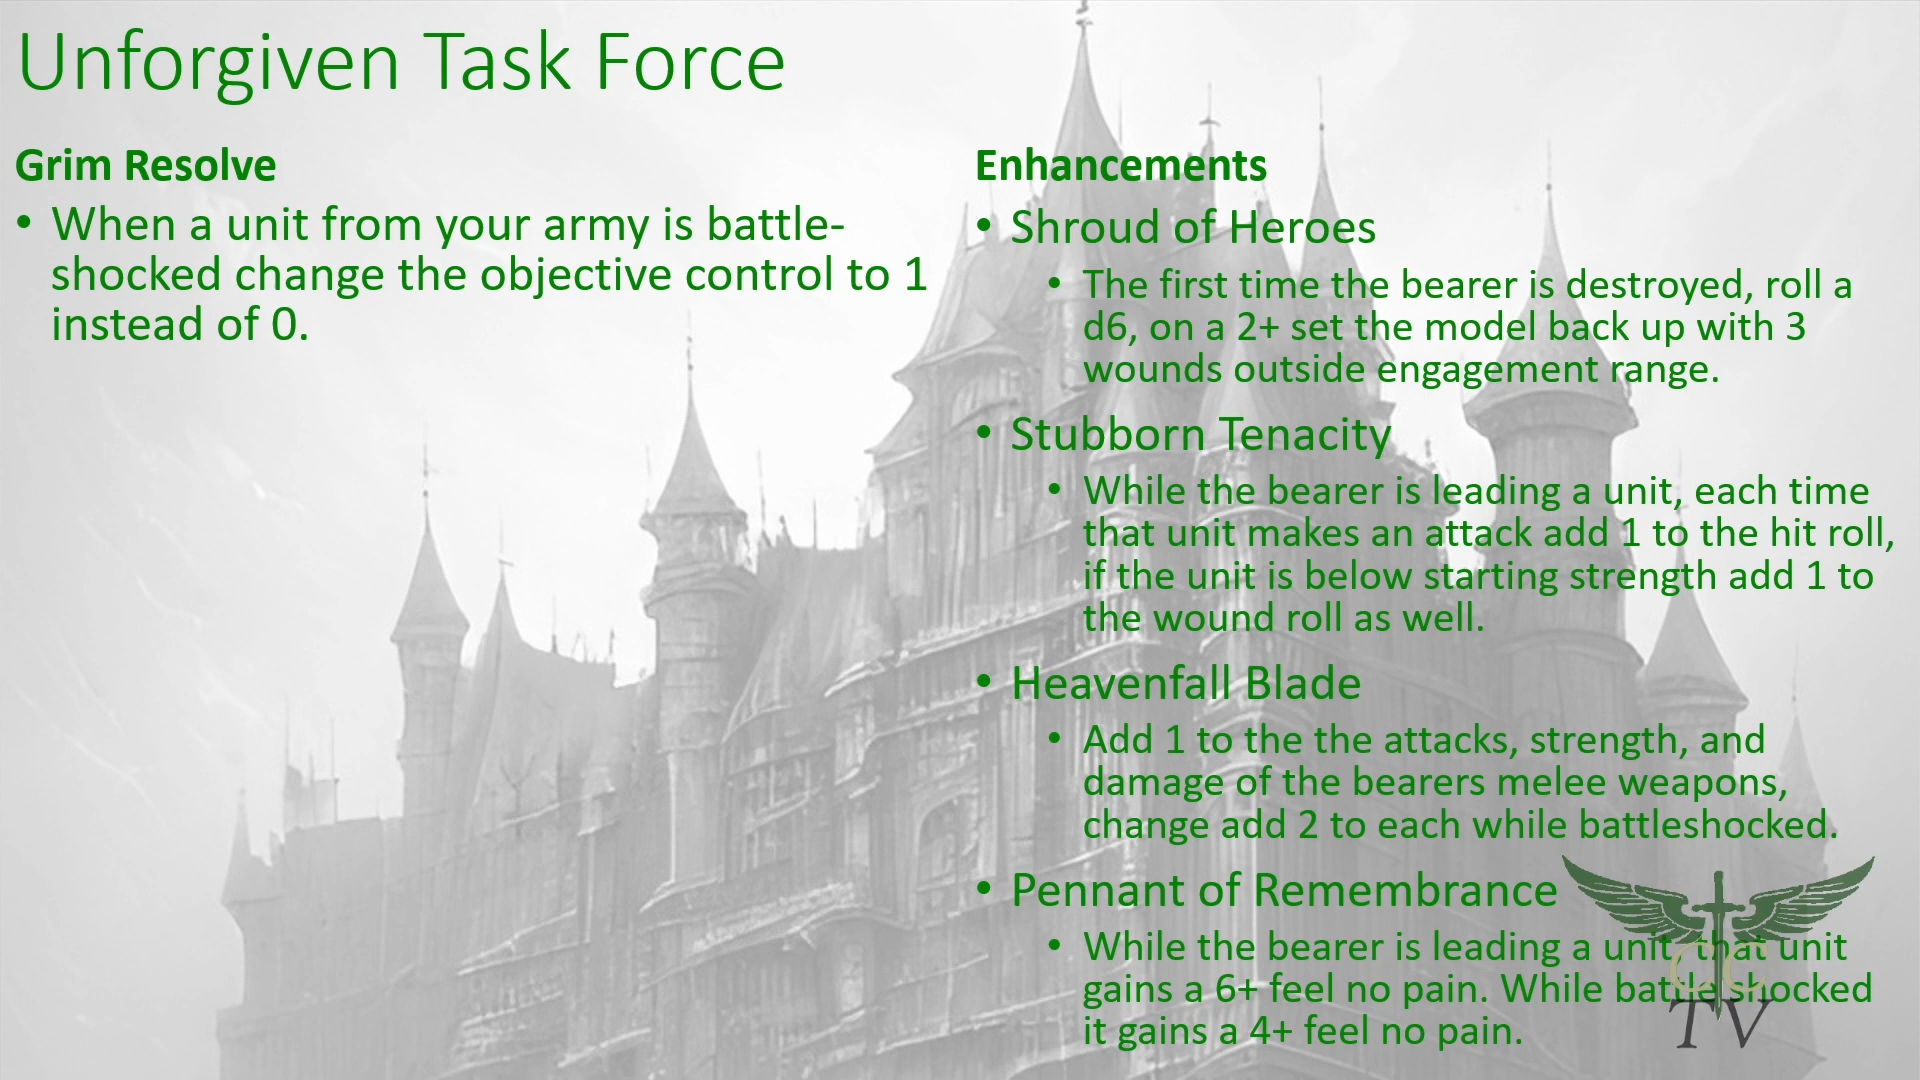 Unforgiven Task Force
Grim Resolve
• When a unit from your army is battle-
shocked change the objective control to 1
instead of 0.
Enhancements
• Shroud of Heroes
• The first time the bearer is destroyed, roll a
d6, on a 2+ set the model back up with 3
wounds outside engagement range.
• Stubborn Tenacity
• While the bearer is leading a unit, each time
that unit makes an attack add 1 to the hit roll,
if the unit is below starting strength add 1 to
the wound roll as well.
• Heavenfall Blade
• Add 1 to the the attacks, strength, and
damage of the bearers melee weapons,
change add 2 to each while battleshocked.
• Pennant of Remembrance
• While the bearer is leading a unit, that unit
gains a 6+ feel no pain. While battle shocked
it gains a 4+ feel no pain.
CC
TV